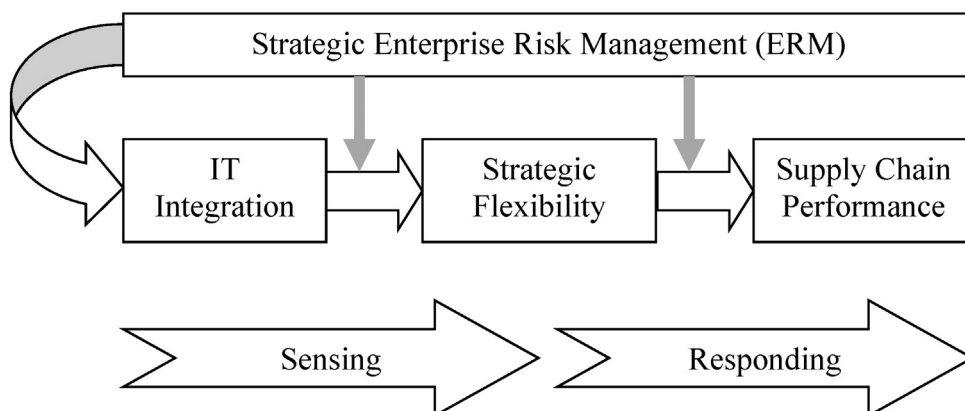 Strategic Enterprise Risk Management (ERM)
IT
Integration
Strategic
Flexibility
Supply Chain
Performance
Sensing
Responding